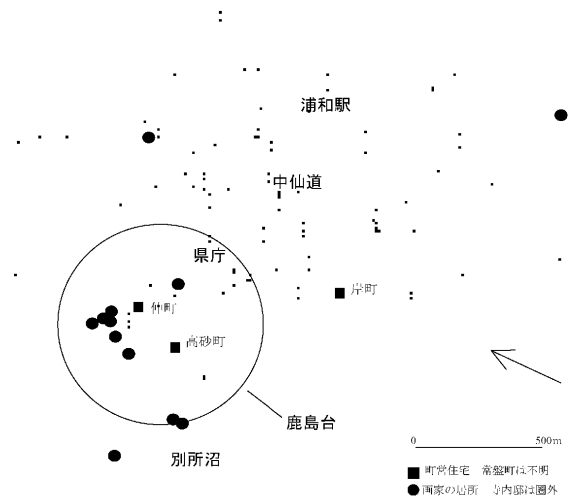 浦和駅
中仙道
県庁
岸町
仲町
高砂町
鹿島台
別所沼
0 500m
町営住宅 常盤町は不明
画家の居所 寺内邸は圏外